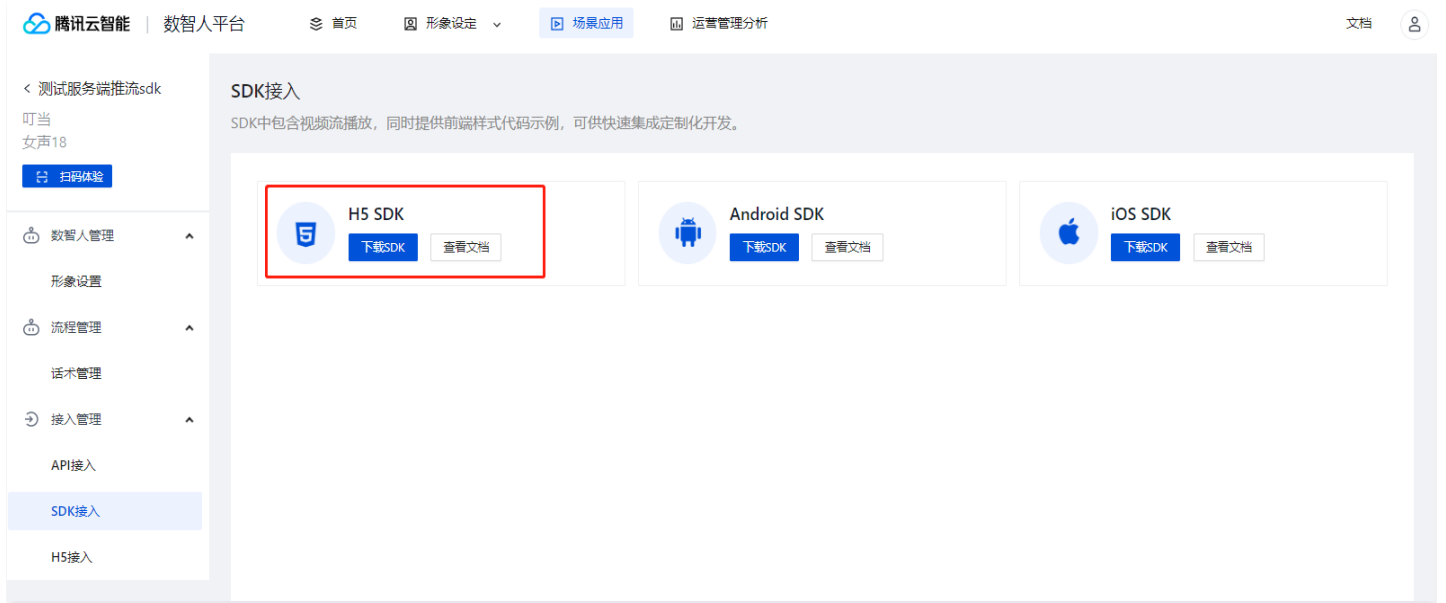 腾讯云智能 数智人平台 首页 形象设定 场景应用 运营管理分析 文档
测试服务端推流sdk
叮当
女声18
扫码体验
数智人管理
形象设置
流程管理
话术管理
接入管理
API接入
SDK接入
H5接入
SDK接入
SDK中包含视频流播放，同时提供前端样式代码示例，可供快速集成定制化开发。
H5 SDK
下载SDK 查看文档
Android SDK
下载SDK 查看文档
iOS SDK
下载SDK 查看文档